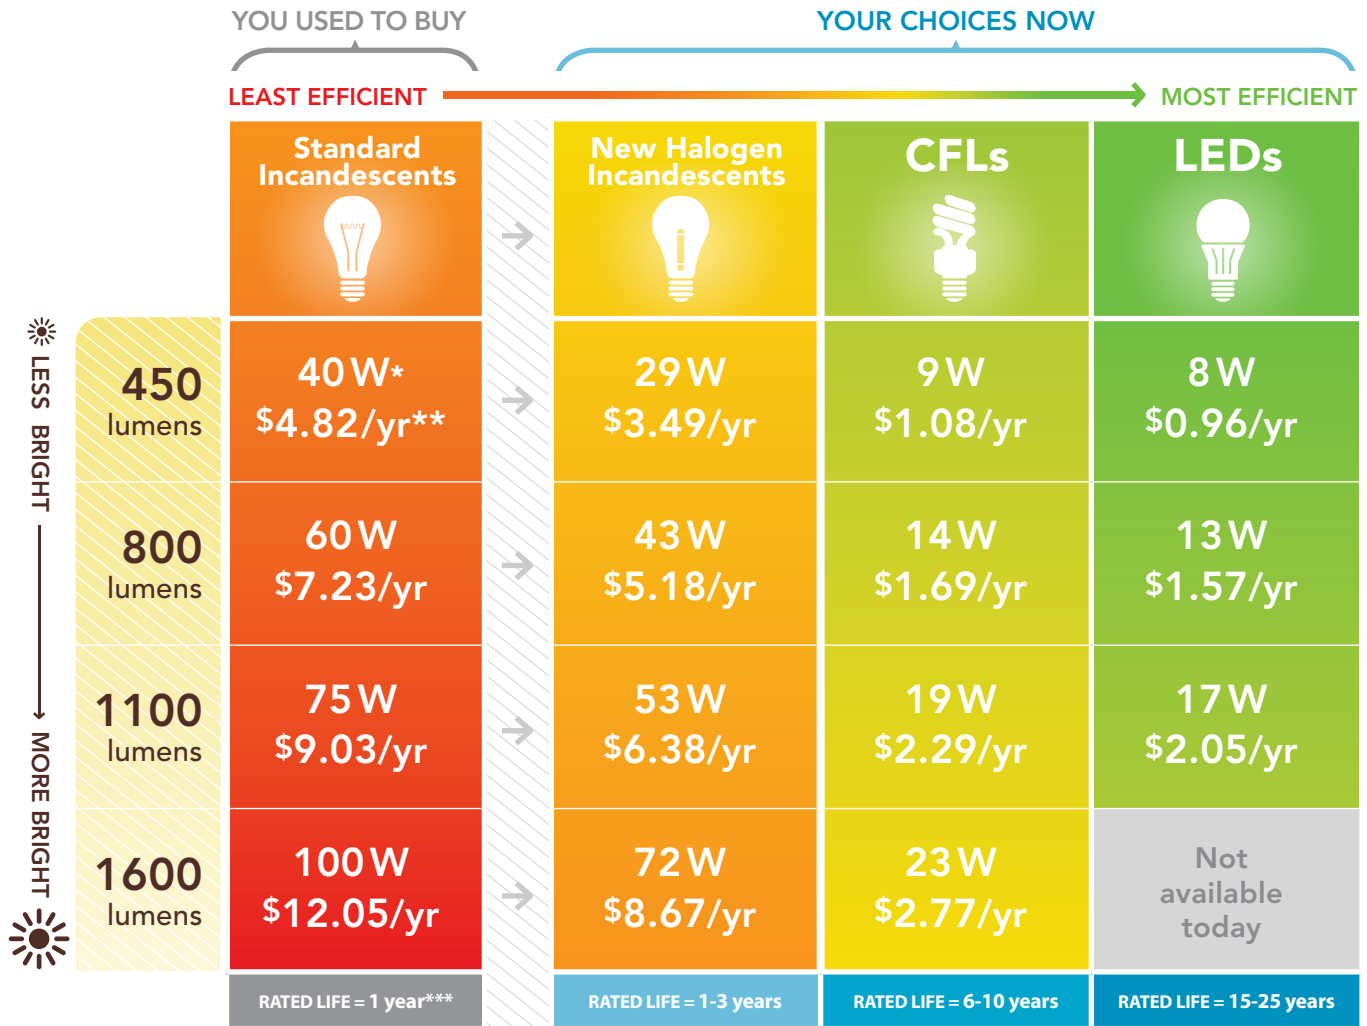 YOU USED TO BUY
YOUR CHOICES NOW
LEAST EFFICIENT
MOST EFFICIENT
Standard
Incandescents
New Halogen
Incandescents
CFLs
LEDs
LESS BRIGHT
MORE BRIGHT
450
lumens
40 W*
$4.82/yr**
29 W
$3.49/yr
9 W
$1.08/yr
8 W
$0.96/yr
800
lumens
60 W
$7.23/yr
43 W
$5.18/yr
14 W
$1.69/yr
13 W
$1.57/yr
1100
lumens
75 W
$9.03/yr
53 W
$6.38/yr
19 W
$2.29/yr
17 W
$2.05/yr
1600
lumens
100 W
$12.05/yr
72 W
$8.67/yr
23 W
$2.77/yr
Not
available
today
RATED LIFE = 1 year***
RATED LIFE = 1-3 years
RATED LIFE = 6-10 years
RATED LIFE = 15-25 years